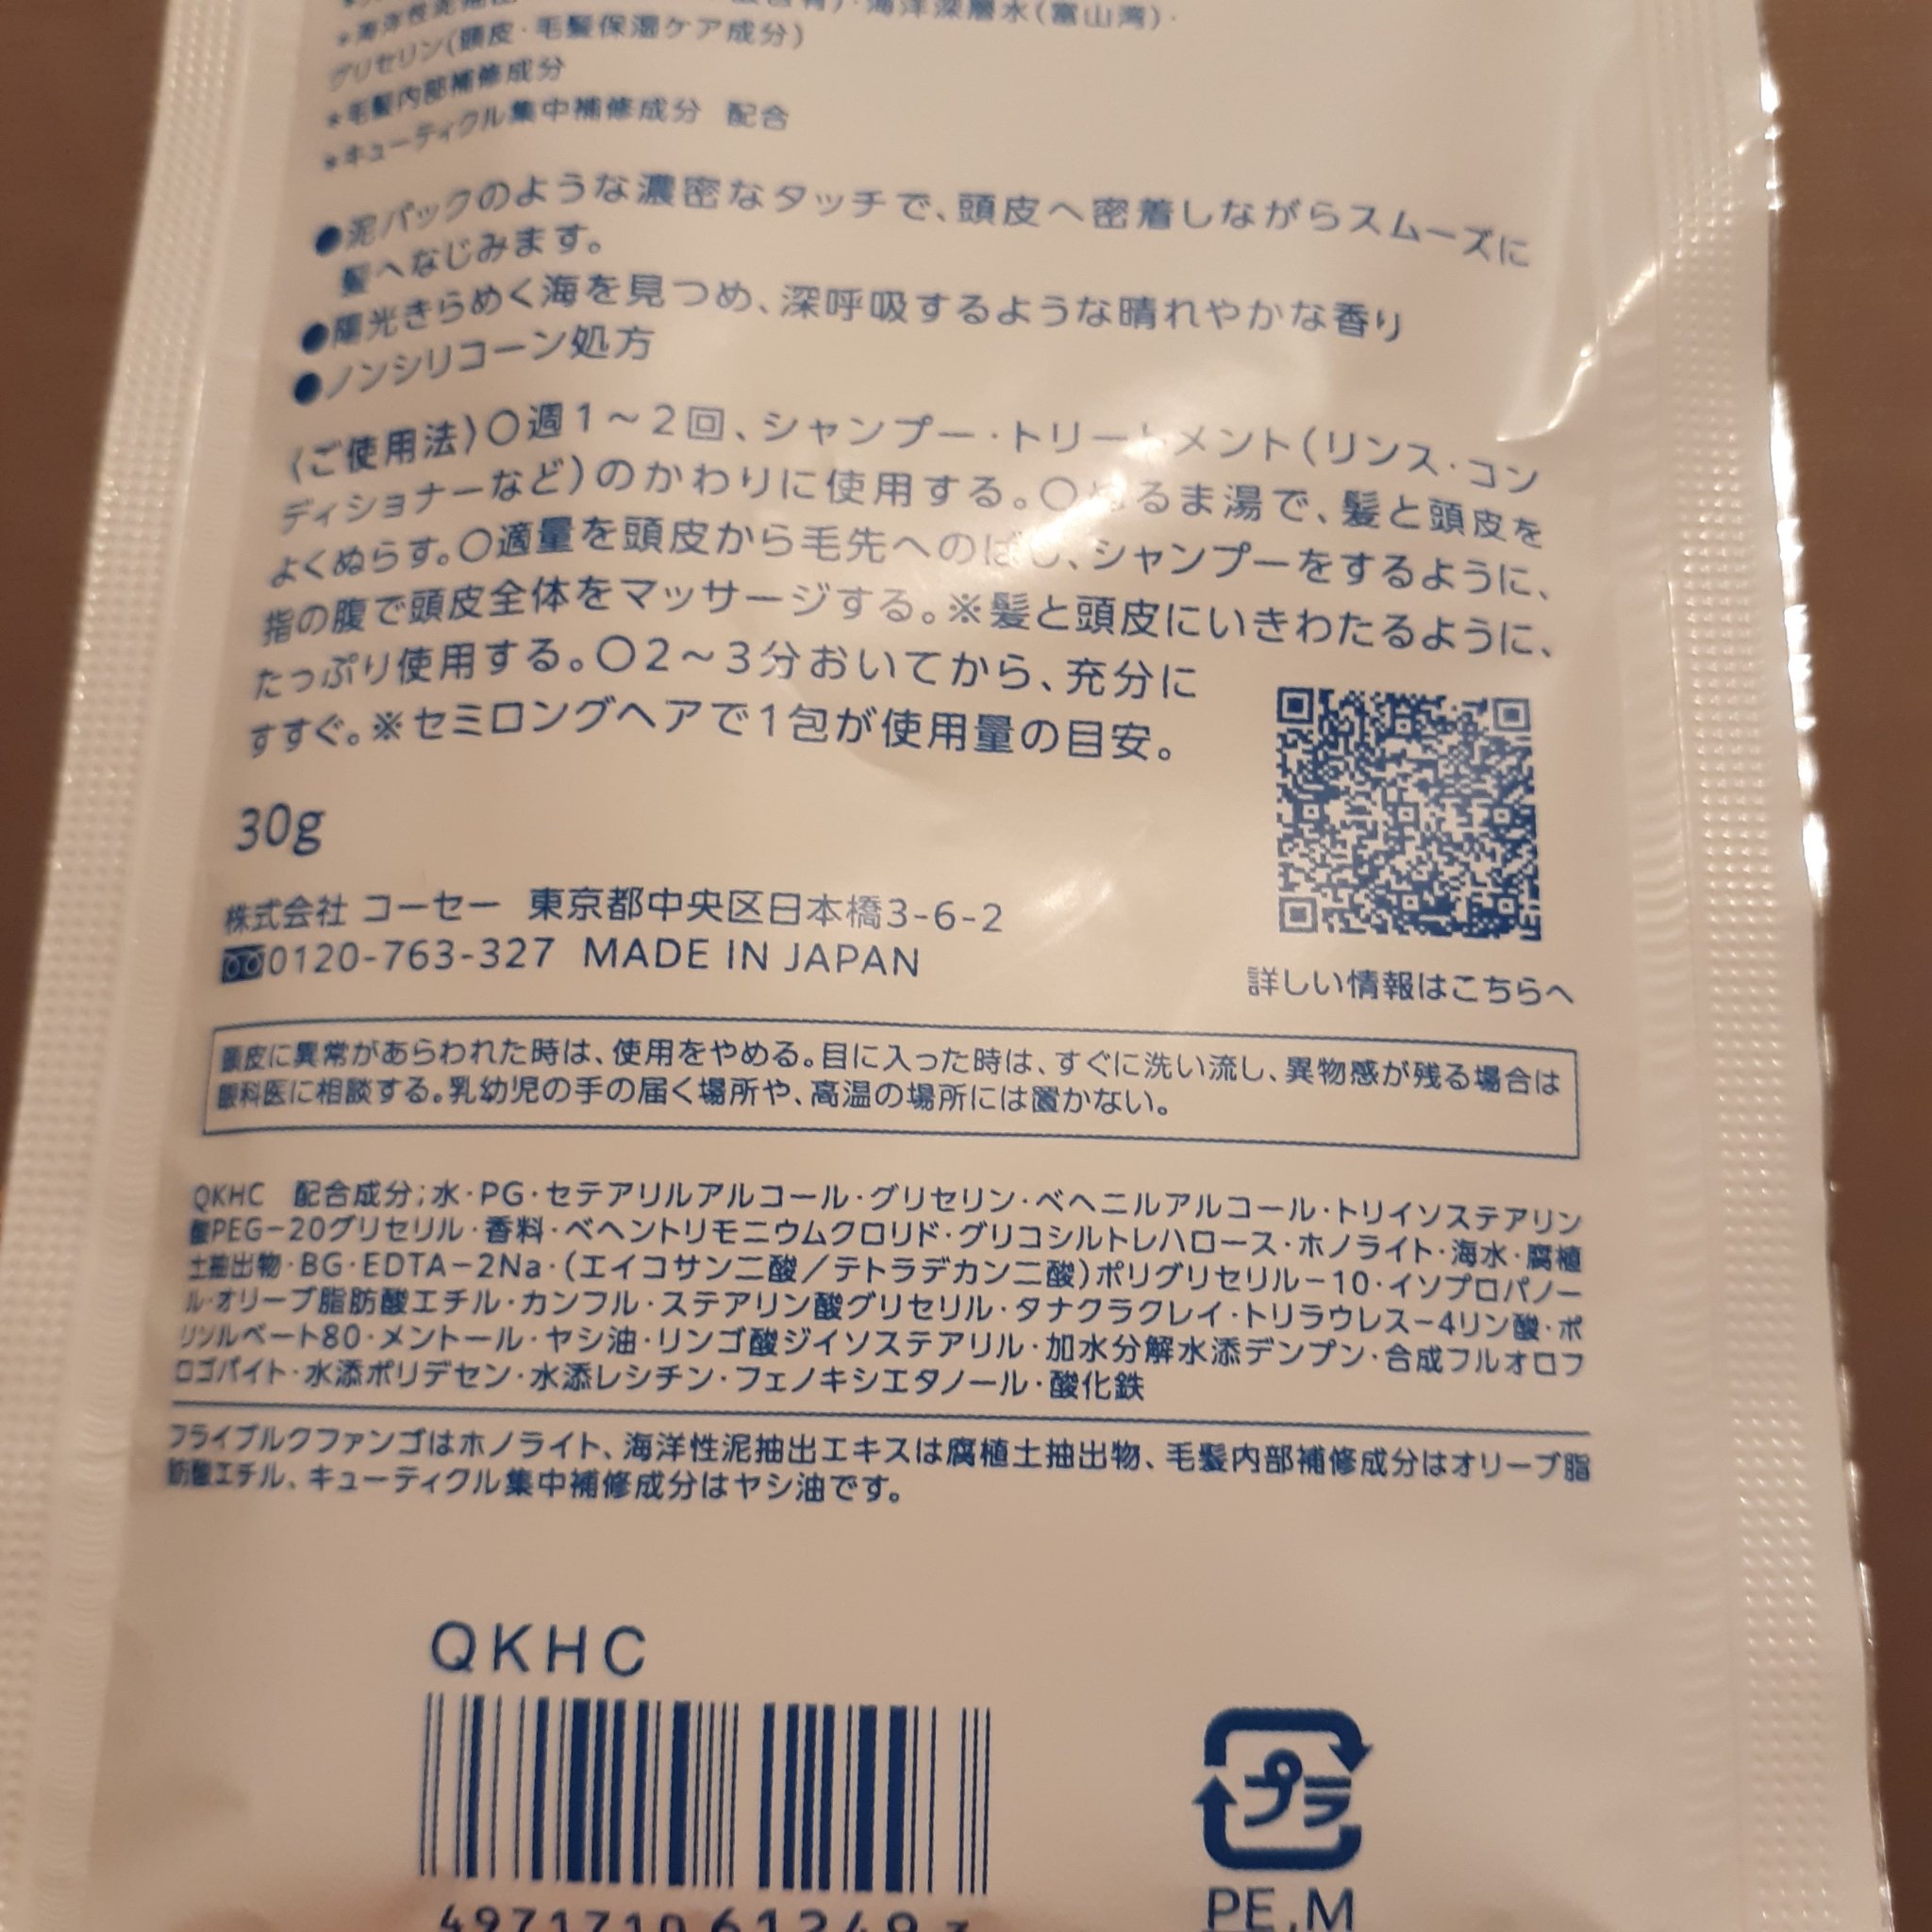 海洋深層水(富山湾)・
グリセリン(頭皮・毛髪保湿ケア成分)
*毛髪内部補修成分
*キューティクル集中補修成分 配合
●泥パックのような濃密なタッチで、頭皮へ密着しながらスムーズに
髪へなじみます。
●陽光きらめく海を見つめ、深呼吸するような晴れやかな香り
●ノンシリコーン処方
〈ご使用法〉〇週1～2回、シャンプー・トリートメント(リンス・コン
ディショナーなど)のかわりに使用する。〇ぬるま湯で、髪と頭皮を
よくぬらす。〇適量を頭皮から毛先へのばし、シャンプーをするように、
指の腹で頭皮全体をマッサージする。※髪と頭皮にいきわたるように、
たっぷり使用する。〇2～3分おいてから、充分に
すすぐ。※セミロングヘアで1包が使用量の目安。
30g
株式会社 コーセー 東京都中央区日本橋3-6-2
0120-763-327 MADE IN JAPAN
詳しい情報はこちらへ
頭皮に異常があらわれた時は、使用をやめる。目に入った時は、すぐに洗い流し、異物感が残る場合は
眼科医に相談する。乳幼児の手の届く場所や、高温の場所には置かない。
QKHC 配合成分;水・PG・セテアリルアルコール・グリセリン・ベヘニルアルコール・トリイソステアリン
酸PEG-20グリセリル・香料・ベヘントリモニウムクロリド・グリコシルトレハロース・ホノライト・海水・腐植
土抽出物・BG・EDTA-2Na・(エイコサン二酸/テトラデカン二酸)ポリグリセリル-10・イソプロパノー
ル・オリーブ脂肪酸エチル・カンフル・ステアリン酸グリセリル・タナクラクレイ・トリラウレス-4リン酸・ポ
リソルベート80・メントール・ヤシ油・リンゴ酸ジイソステアリル・加水分解水添デンプン・合成フルオロフ
ロゴパイト・水添ポリデセン・水添レシチン・フェノキシエタノール・酸化鉄
フライブルクファンゴはホノライト、海洋性泥抽出エキスは腐植土抽出物、毛髪内部補修成分はオリーブ脂
肪酸エチル、キューティクル集中補修成分はヤシ油です。
QKHC
プラ
PE,M